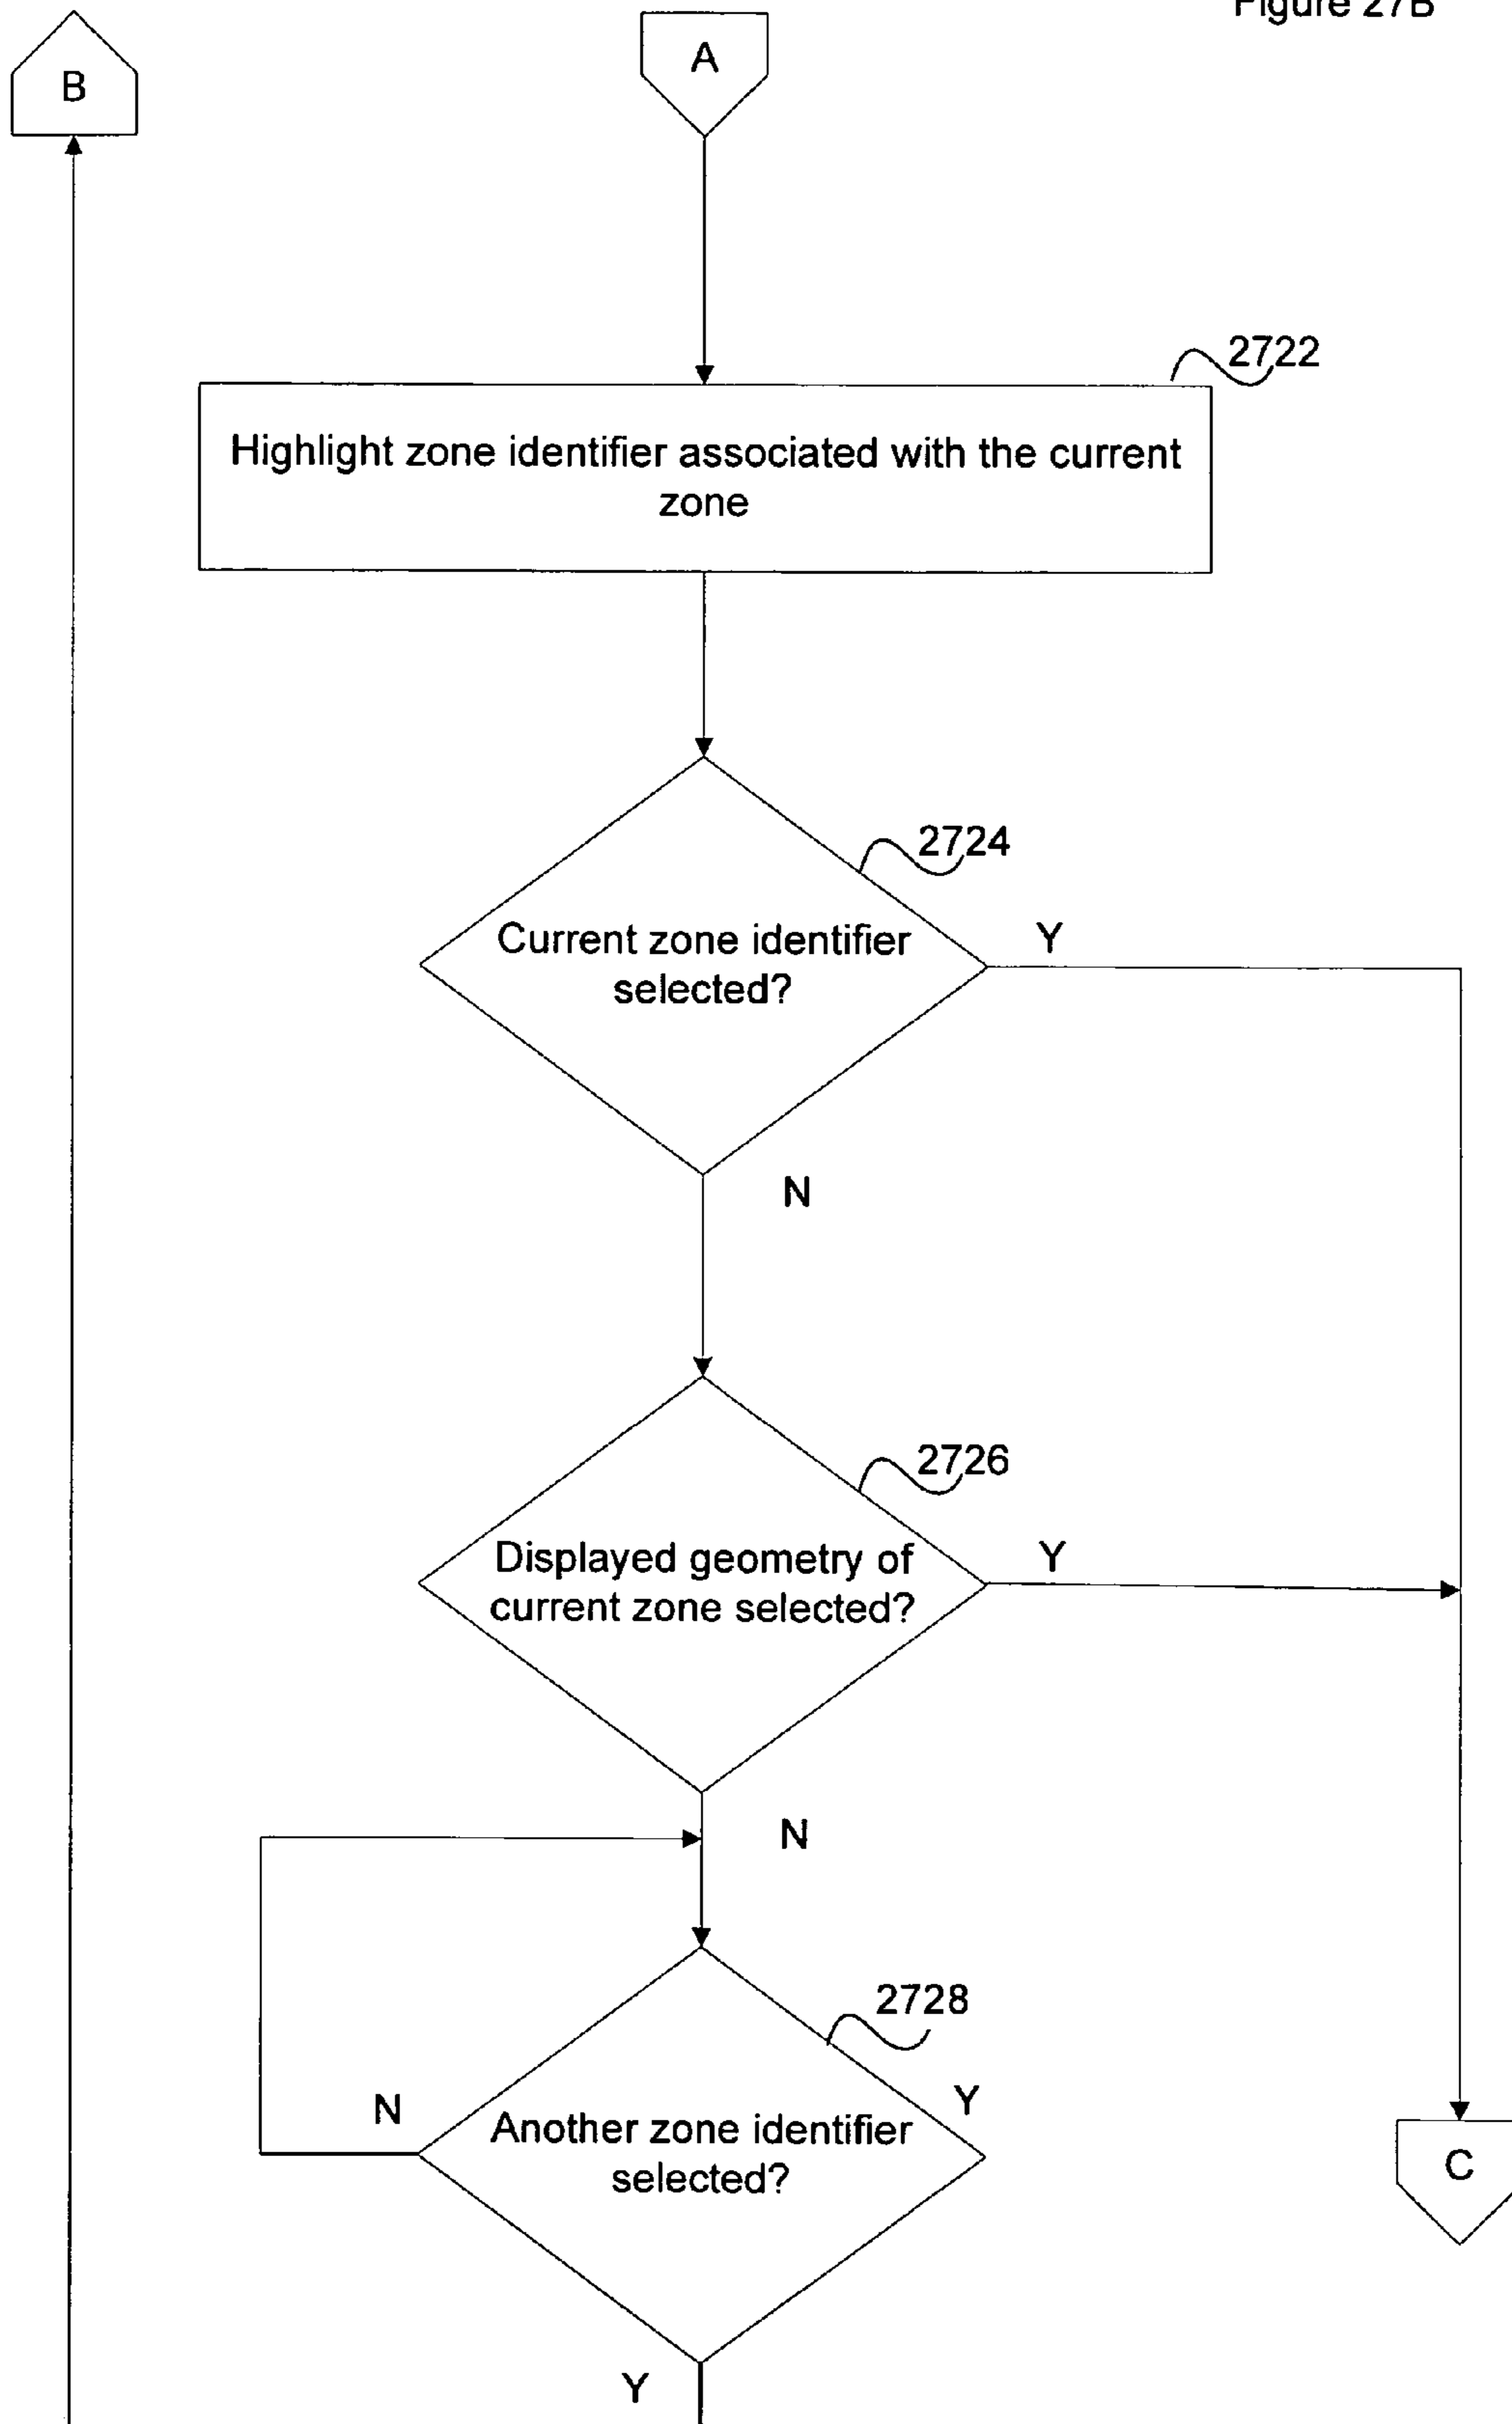 Figure 27B
B
A
2722
Highlight zone identifier associated with the current
zone
2724
Current zone identifier
selected?
Y
N
2726
Displayed geometry of
current zone selected?
Y
N
2728
N
Y
Another zone identifier
selected?
C
Y